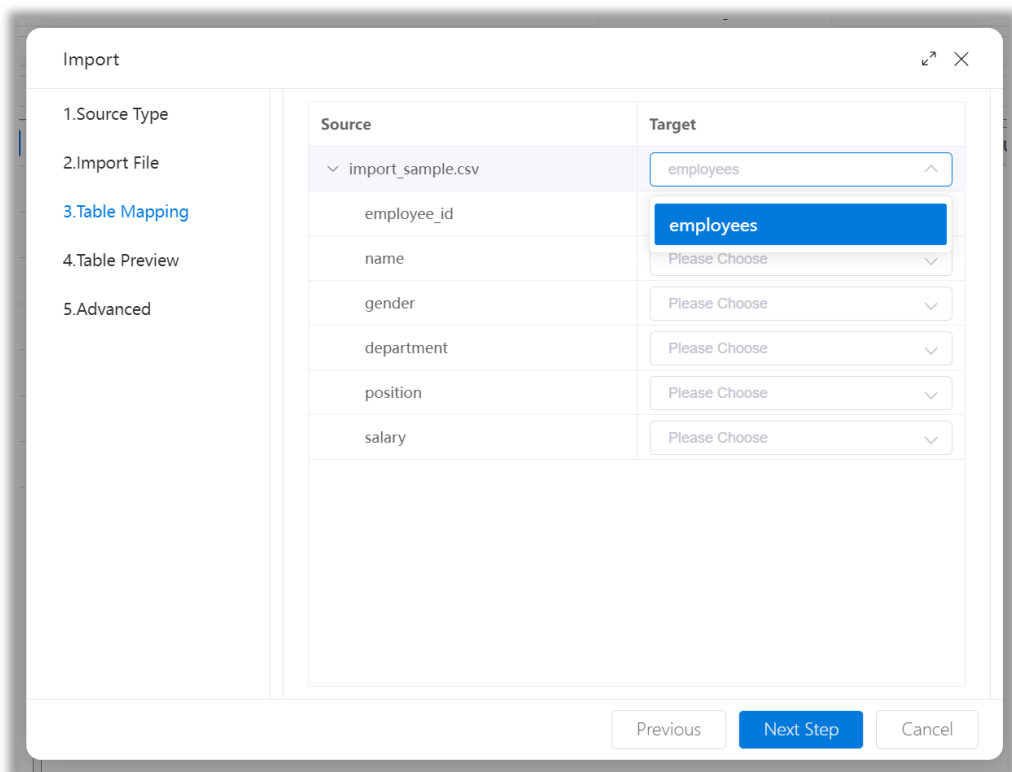 Import
1.Source Type
2.Import File
3.Table Mapping
4.Table Preview
5.Advanced
Source Target
import_sample.csv employees
employee_id employees
name Please Choose
gender Please Choose
department Please Choose
position Please Choose
salary Please Choose
Previous Next Step Cancel